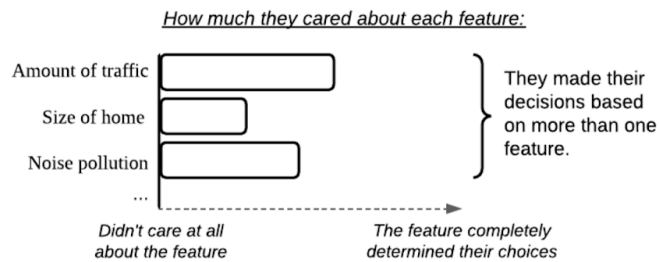 How much they cared about each feature:
Amount of traffic
Size of home
Noise pollution
...
They made their
decisions based
on more than one
feature.
Didn't care at all
about the feature
The feature completely
determined their choices